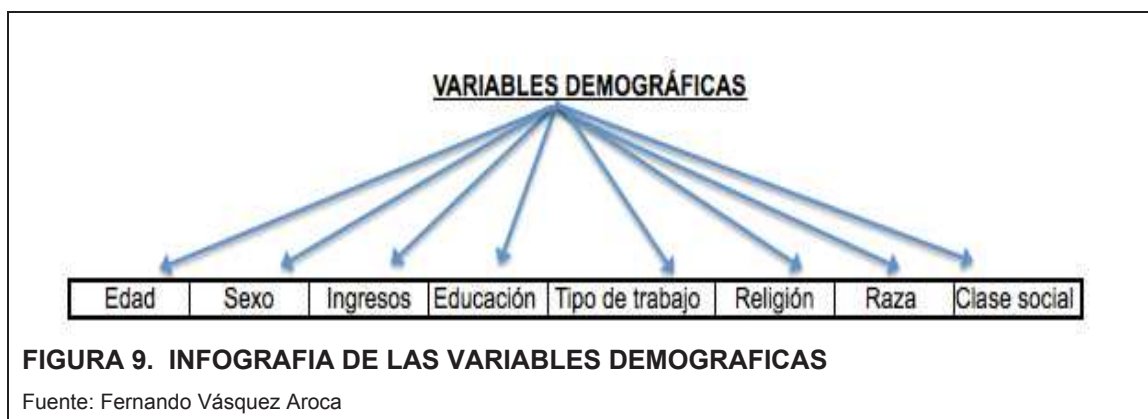 VARIABLES DEMOGRÁFICAS
Edad Sexo Ingresos Educación Tipo de trabajo Religión Raza Clase social
FIGURA 9. INFOGRAFIA DE LAS VARIABLES DEMOGRAFICAS
Fuente: Fernando Vásquez Aroca